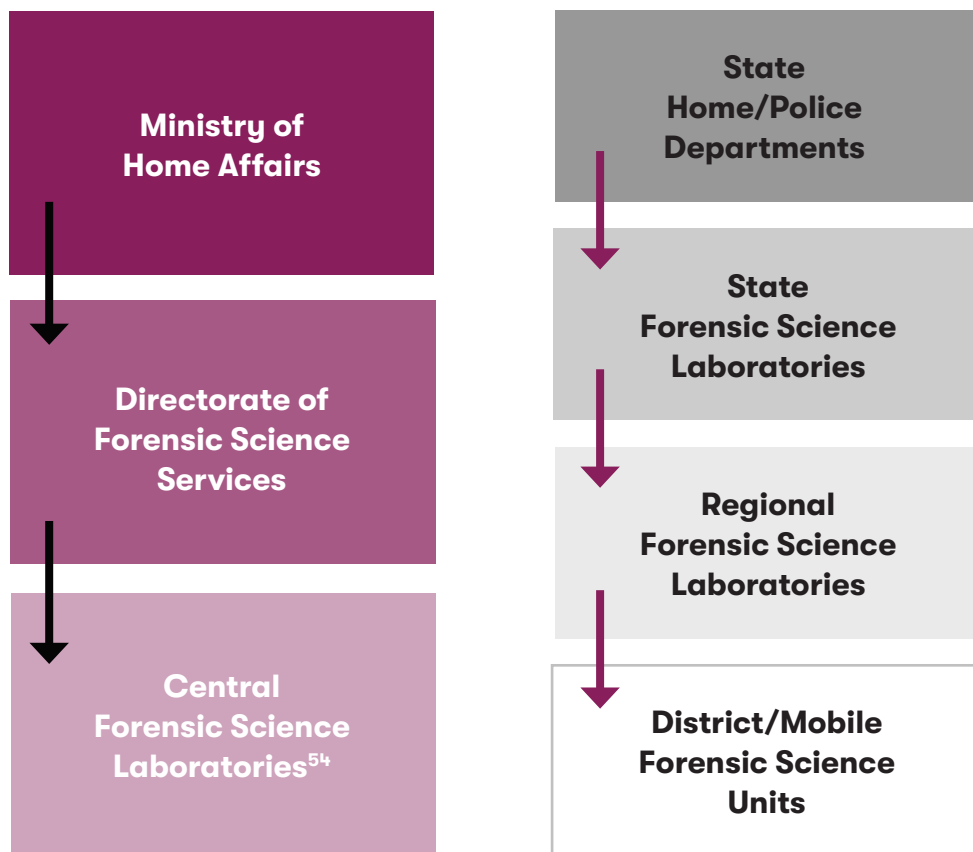 Ministry of
Home Affairs
Directorate of
Forensic Science
Services
Central
Forensic Science
Laboratories⁵⁴
State
Home/Police
Departments
State
Forensic Science
Laboratories
Regional
Forensic Science
Laboratories
District/Mobile
Forensic Science
Units